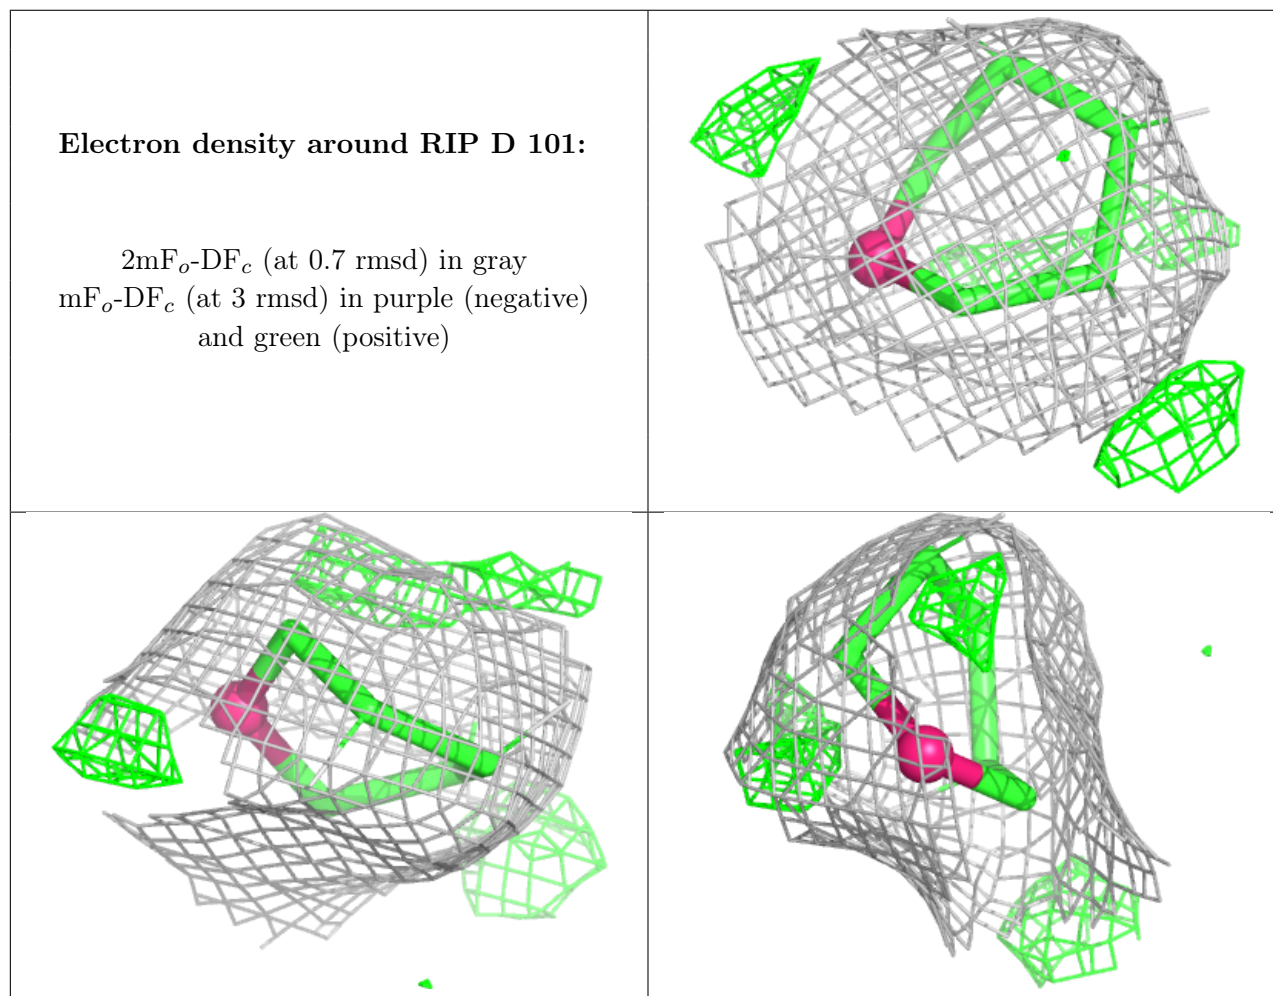 Electron density around RIP D 101:
2mFo-DFc (at 0.7 rmsd) in gray
mFo-DFc (at 3 rmsd) in purple (negative)
and green (positive)